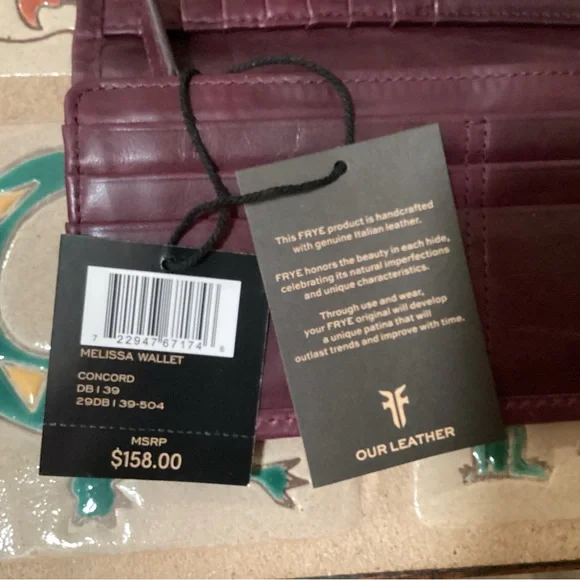 7 22947 67174 6
MELISSA WALLET
CONCORD
DB139
29DB139-504
MSRP
$158.00
This FRYE product is handcrafted
with genuine Italian leather.
FRYE honors the beauty in each hide,
celebrating its natural imperfections
and unique characteristics.
Through use and wear,
your FRYE original will develop
a unique patina that will
outlast trends and improve with time.
OUR LEATHER